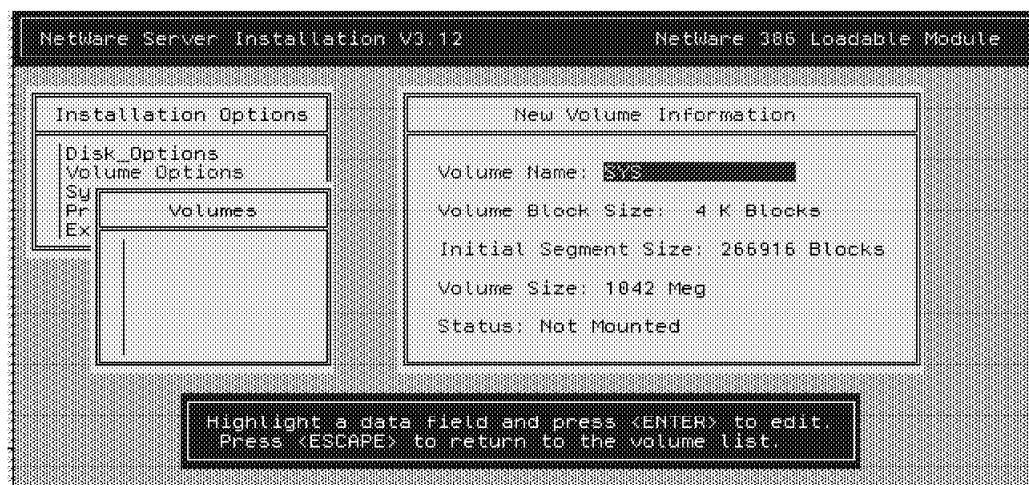 NetWare Server Installation V3.12 NetWare 386 Loadable Module
Installation Options
Disk_Options
Volume Options
Sy
Pr
Ex
Volumes
New Volume Information
Volume Name: SYS
Volume Block Size: 4 K Blocks
Initial Segment Size: 266916 Blocks
Volume Size: 1042 Meg
Status: Not Mounted
Highlight a data field and press <ENTER> to edit.
Press <ESCAPE> to return to the volume list.